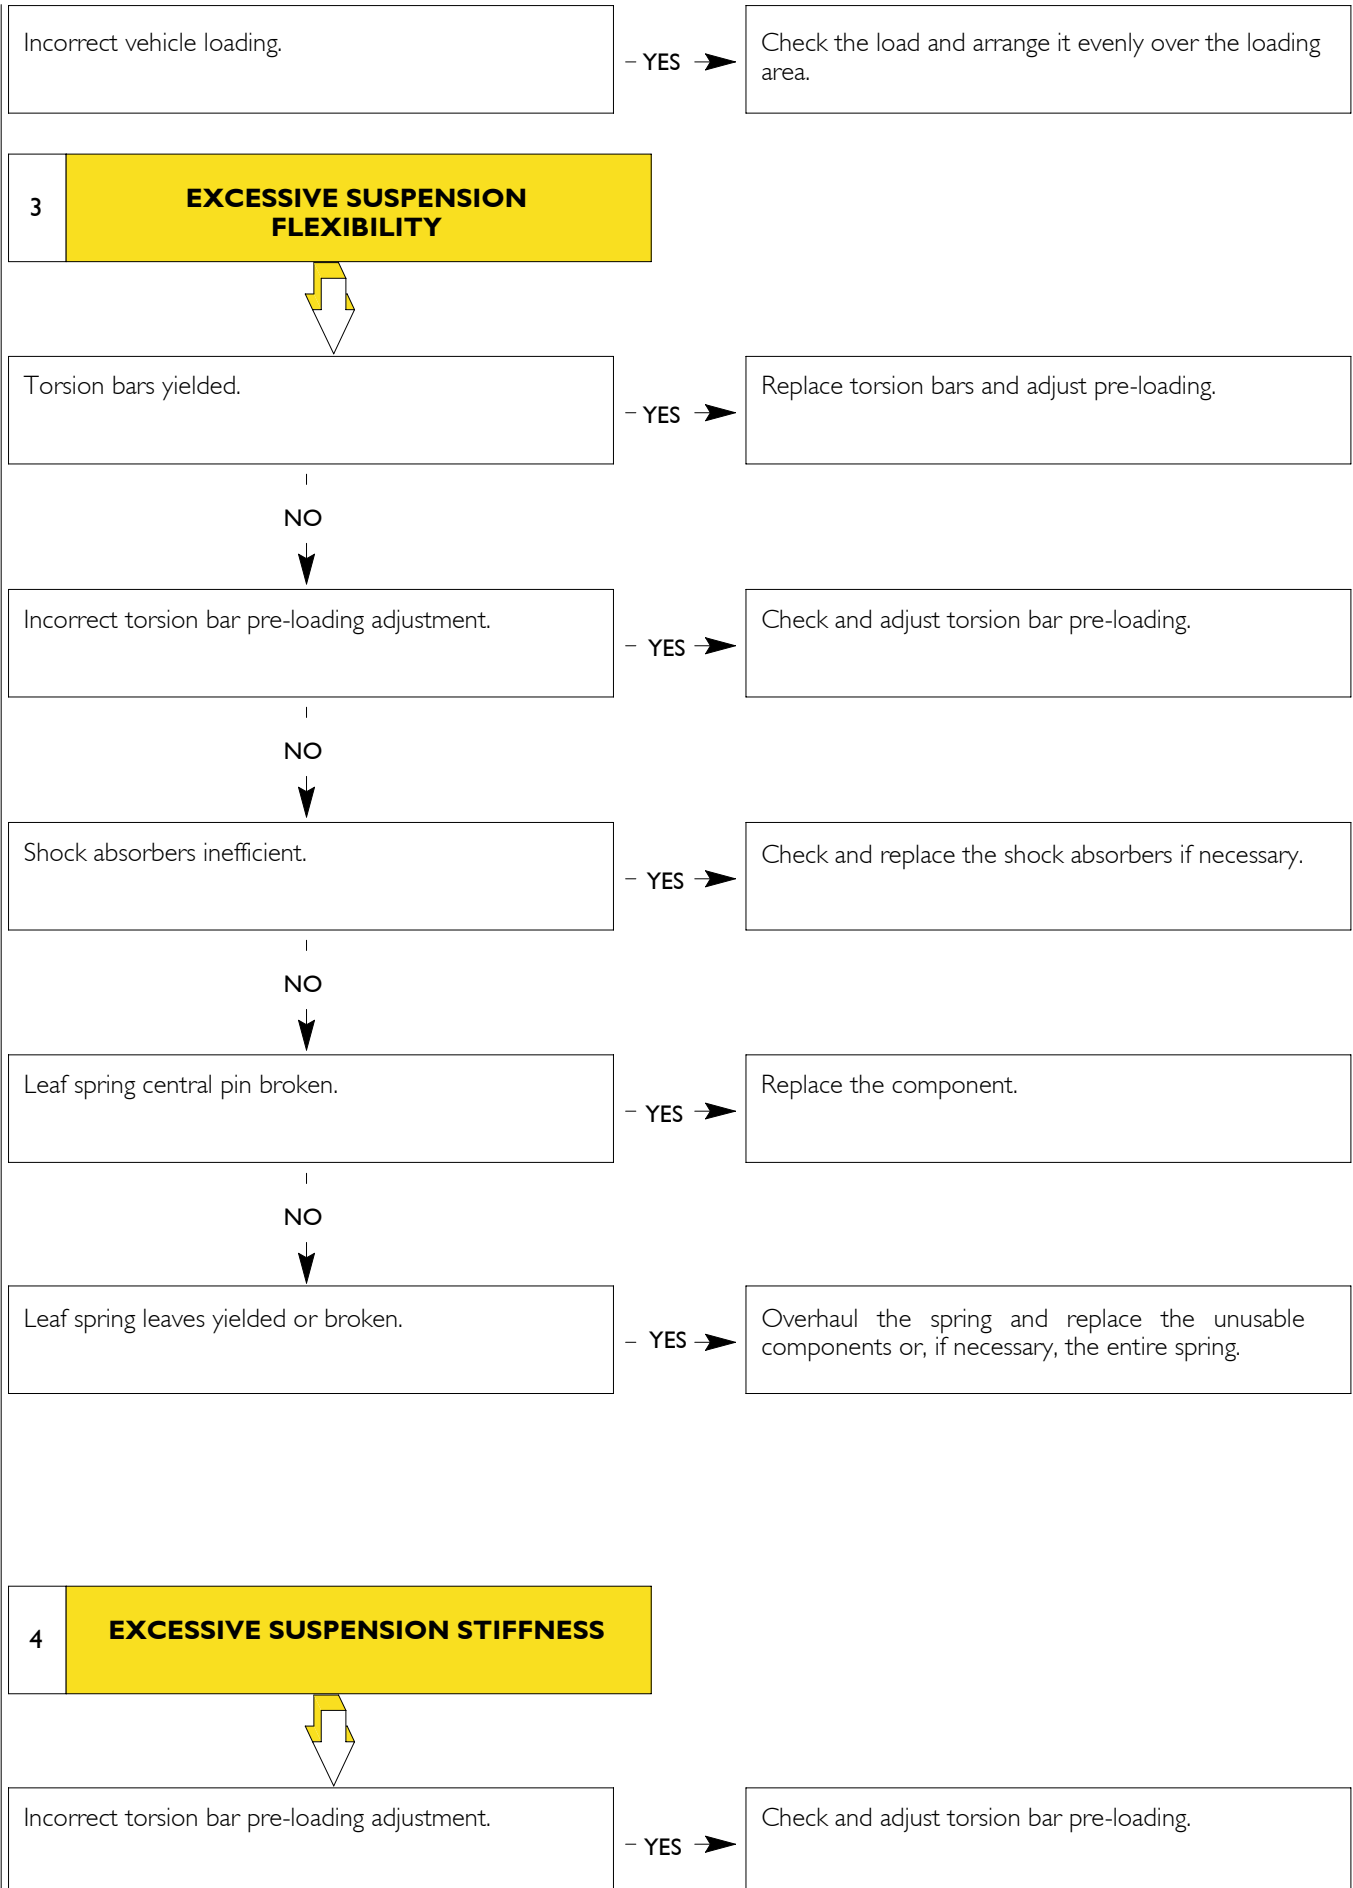 Incorrect vehicle loading.
YES
Check the load and arrange it evenly over the loading
area.
3
EXCESSIVE SUSPENSION
FLEXIBILITY
Torsion bars yielded.
YES
Replace torsion bars and adjust pre-loading.
NO
Incorrect torsion bar pre-loading adjustment.
YES
Check and adjust torsion bar pre-loading.
NO
Shock absorbers inefficient.
YES
Check and replace the shock absorbers if necessary.
NO
Leaf spring central pin broken.
YES
Replace the component.
NO
Leaf spring leaves yielded or broken.
YES
Overhaul the spring and replace the unusable
components or, if necessary, the entire spring.
4
EXCESSIVE SUSPENSION STIFFNESS
Incorrect torsion bar pre-loading adjustment.
YES
Check and adjust torsion bar pre-loading.